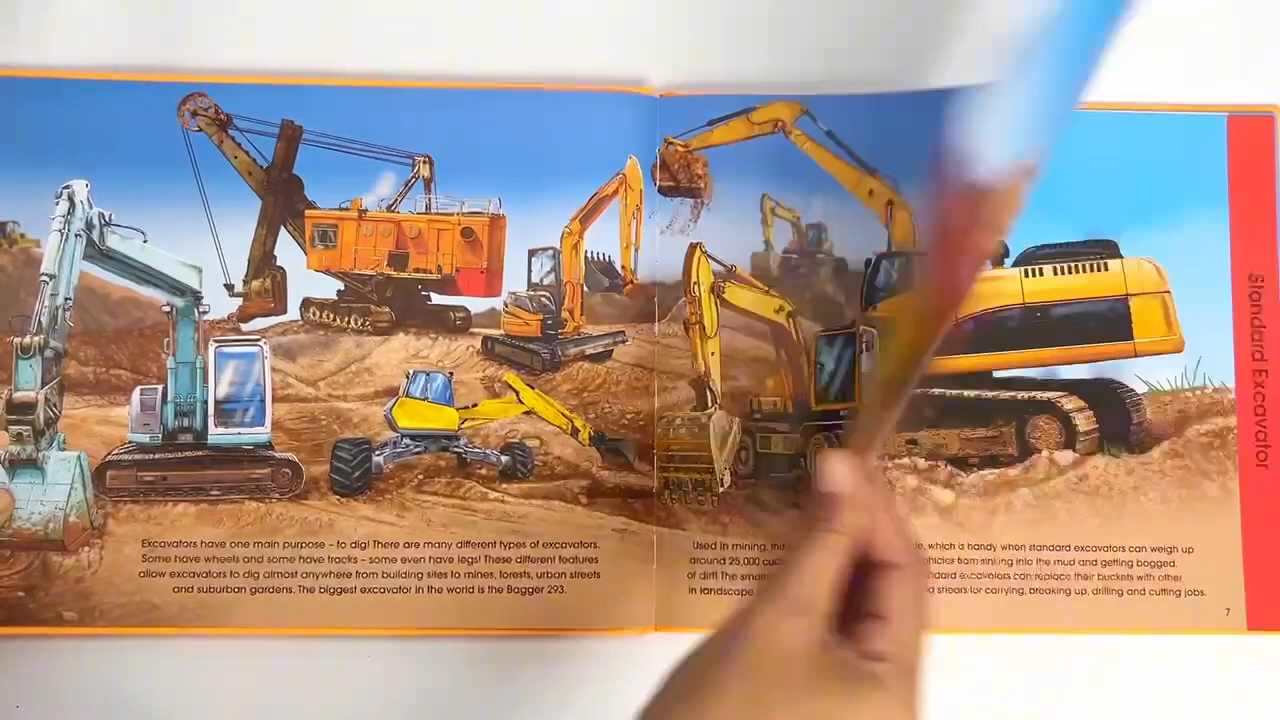 Excavators have one main purpose – to dig! There are many different types of excavators.
Some have wheels and some have tracks – some even have legs! These different features
allow excavators to dig almost anywhere from building sites to mines, forests, urban streets
and suburban gardens. The biggest excavator in the world is the Bagger 293.
Used in mining, this
around 25,000
of dirt! The
in landscape
which is handy when standard excavators can weigh up
from sinking into the mud and getting bogged.
excavators can replace their buckets with other
shears for carrying, breaking up, drilling and cutting jobs.
7
Standard Excavator